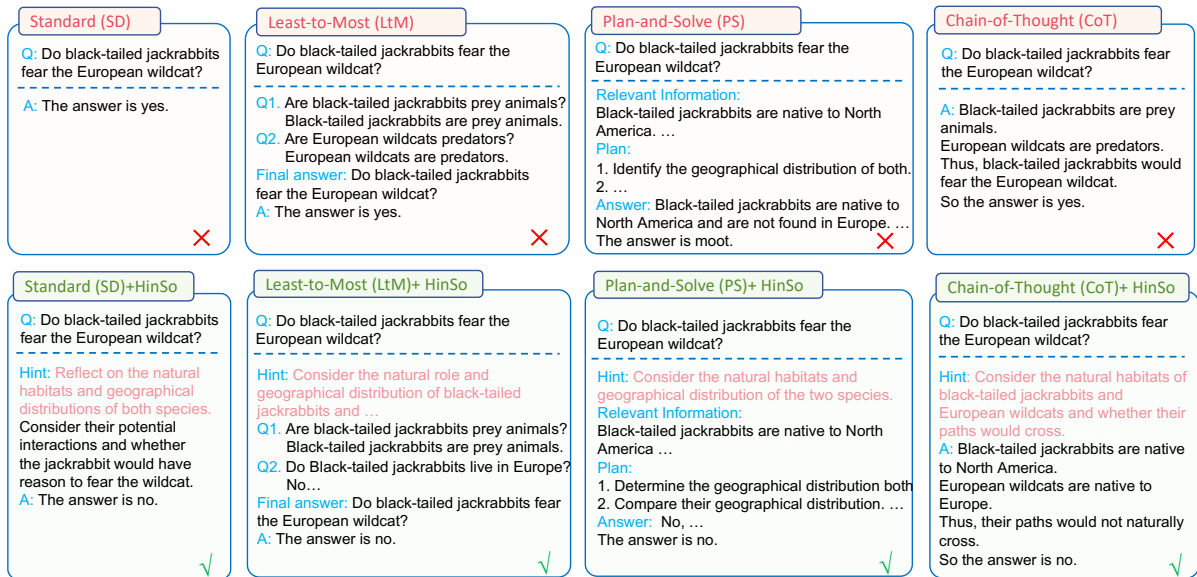 Standard (SD)
Q: Do black-tailed jackrabbits
fear the European wildcat?
A: The answer is yes.
Least-to-Most (LtM)
Q: Do black-tailed jackrabbits fear the
European wildcat?
Q1. Are black-tailed jackrabbits prey animals?
Black-tailed jackrabbits are prey animals.
Q2. Are European wildcats predators?
European wildcats are predators.
Final answer: Do black-tailed jackrabbits
fear the European wildcat?
A: The answer is yes.
Plan-and-Solve (PS)
Q: Do black-tailed jackrabbits fear the
European wildcat?
Relevant Information:
Black-tailed jackrabbits are native to North
America. …
Plan:
1. Identify the geographical distribution of both.
2. …
Answer: Black-tailed jackrabbits are native to
North America and are not found in Europe. …
The answer is moot.
Chain-of-Thought (CoT)
Q: Do black-tailed jackrabbits fear
the European wildcat?
A: Black-tailed jackrabbits are prey
animals.
European wildcats are predators.
Thus, black-tailed jackrabbits would
fear the European wildcat.
So the answer is yes.
Standard (SD)+HinSo
Q: Do black-tailed jackrabbits
fear the European wildcat?
Hint: Reflect on the natural
habitats and geographical
distributions of both species.
Consider their potential
interactions and whether
the jackrabbit would have
reason to fear the wildcat.
A: The answer is no.
Least-to-Most (LtM)+ HinSo
Q: Do black-tailed jackrabbits fear the
European wildcat?
Hint: Consider the natural role and
geographical distribution of black-tailed
jackrabbits and …
Q1. Are black-tailed jackrabbits prey animals?
Black-tailed jackrabbits are prey animals.
Q2. Do Black-tailed jackrabbits live in Europe?
No…
Final answer: Do black-tailed jackrabbits fear
the European wildcat?
A: The answer is no.
Plan-and-Solve (PS)+ HinSo
Q: Do black-tailed jackrabbits fear the
European wildcat?
Hint: Consider the natural habitats and
geographical distribution of the two species.
Relevant Information:
Black-tailed jackrabbits are native to North
America …
Plan:
1. Determine the geographical distribution both
2. Compare their geographical distribution. …
Answer: No, …
The answer is no.
Chain-of-Thought (CoT)+ HinSo
Q: Do black-tailed jackrabbits fear
the European wildcat?
Hint: Consider the natural habitats of
black-tailed jackrabbits and
European wildcats and whether their
paths would cross.
A: Black-tailed jackrabbits are native
to North America.
European wildcats are native to
Europe.
Thus, their paths would not naturally
cross.
So the answer is no.